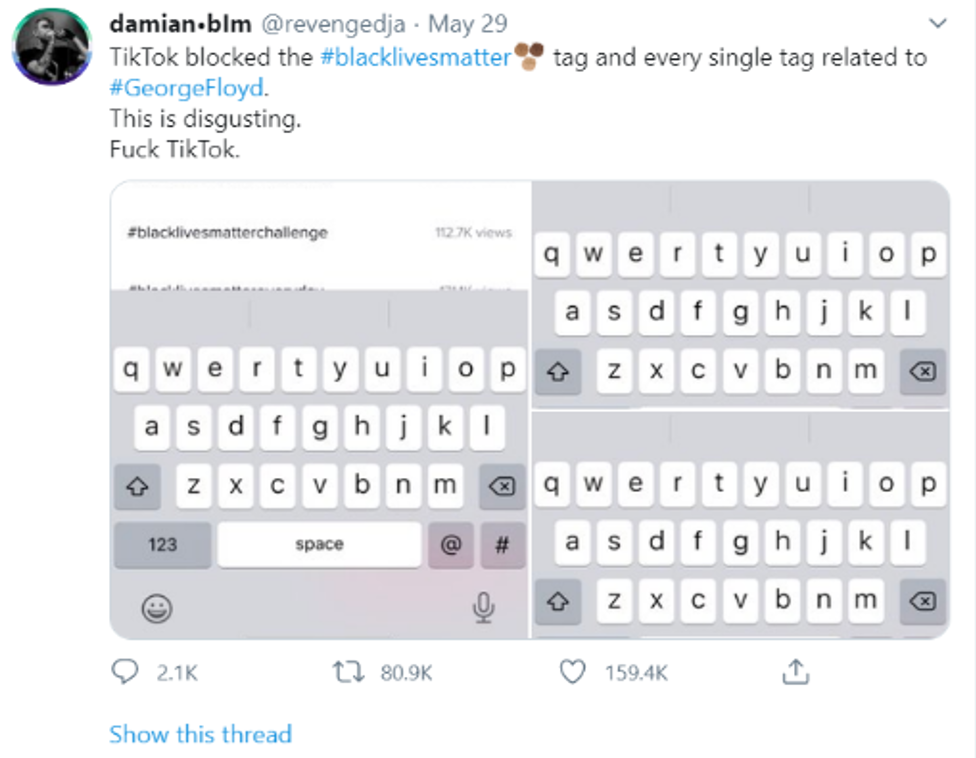 damian•blm @revengedja · May 29
TikTok blocked the #blacklivesmatter tag and every single tag related to
#GeorgeFloyd.
This is disgusting.
Fuck TikTok.
#blacklivesmatterchallenge 112.7K views
q w e r t y u i o p
a s d f g h j k l
z x c v b n m
123 space @ #
q w e r t y u i o p
a s d f g h j k l
z x c v b n m
q w e r t y u i o p
a s d f g h j k l
z x c v b n m
2.1K 80.9K 159.4K
Show this thread